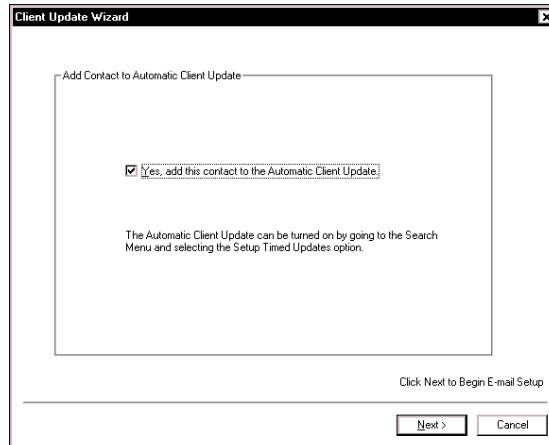 Client Update Wizard
Add Contact to Automatic Client Update
Yes, add this contact to the Automatic Client Update.
The Automatic Client Update can be turned on by going to the Search
Menu and selecting the Setup Timed Updates option.
Click Next to Begin E-mail Setup
Next >
Cancel